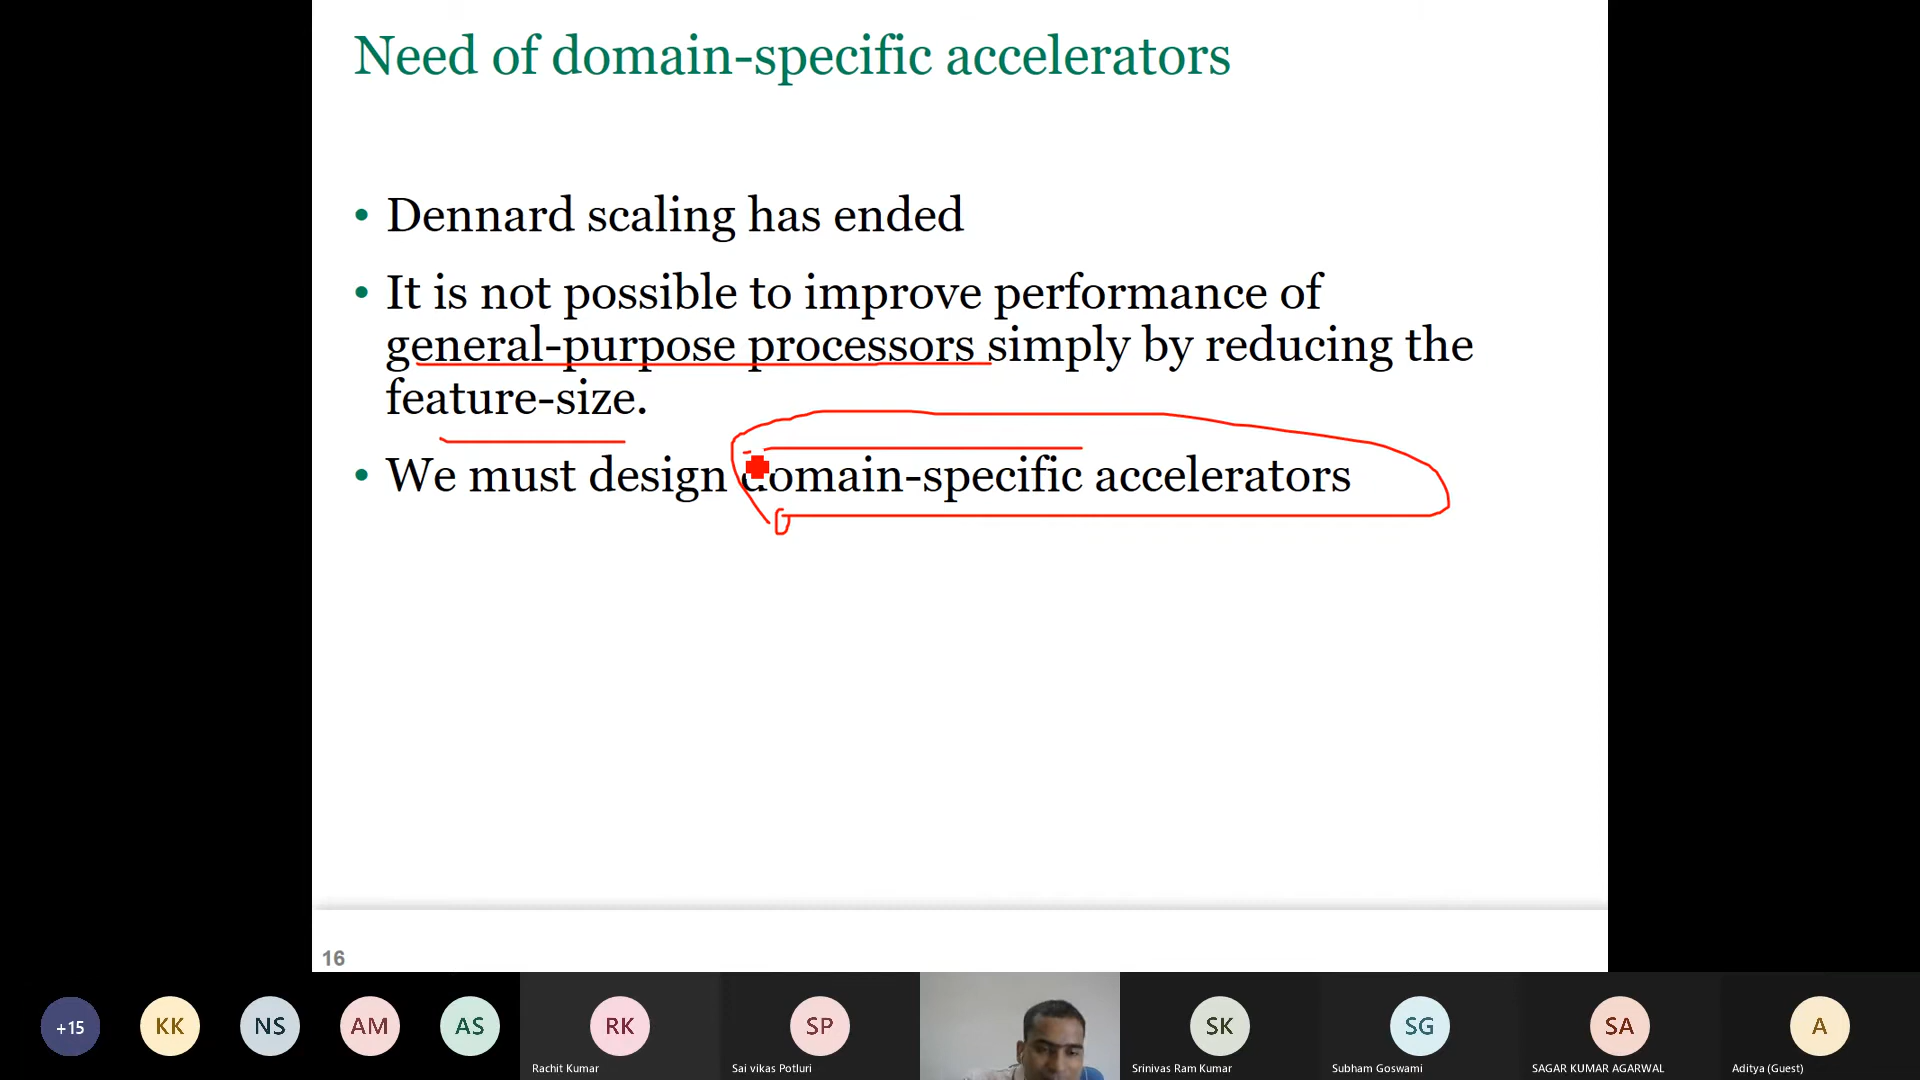 Need of domain-specific accelerators
• Dennard scaling has ended
• It is not possible to improve performance of
general-purpose processors simply by reducing the
feature-size.
• We must design domain-specific accelerators
16
+15
KK
NS
AM
AS
RK
Rachit Kumar
SP
Sai vikas Potluri
SK
Srinivas Ram Kumar
SG
Subham Goswami
SA
SAGAR KUMAR AGARWAL
A
Aditya (Guest)